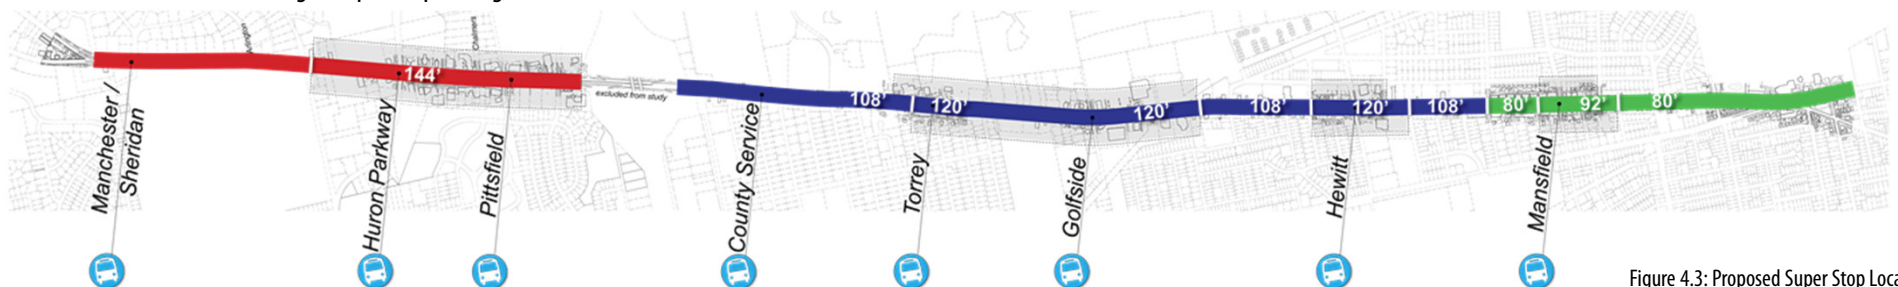 Chalmers
144'
excluded from study
108'
120'
120'
108'
120'
108'
80'
92'
80'
Manchester /
Sheridan
Huron Parkway
Pittsfield
County Service
Torrey
Golfside
Hewitt
Mansfield
Figure 4.3: Proposed Super Stop Loca